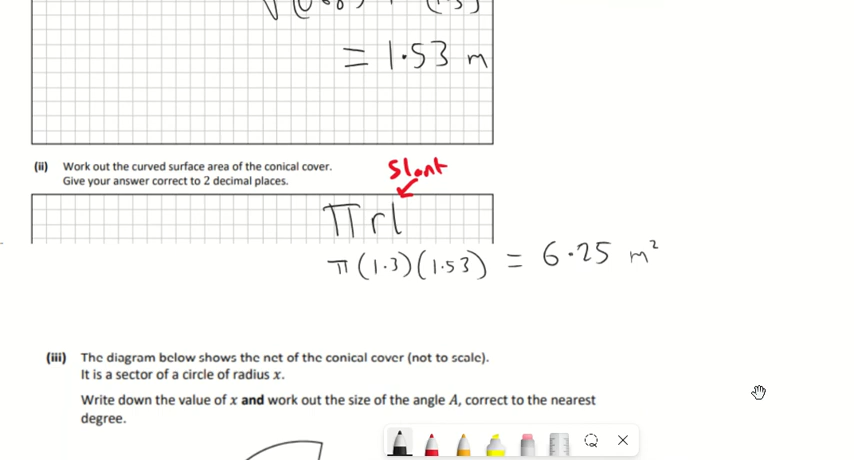 = 1.53 m
(ii) Work out the curved surface area of the conical cover.
Give your answer correct to 2 decimal places.
Slant
πrl
π(1.3)(1.53) = 6.25 m²
(iii) The diagram below shows the net of the conical cover (not to scale).
It is a sector of a circle of radius x.
Write down the value of x and work out the size of the angle A, correct to the nearest
degree.